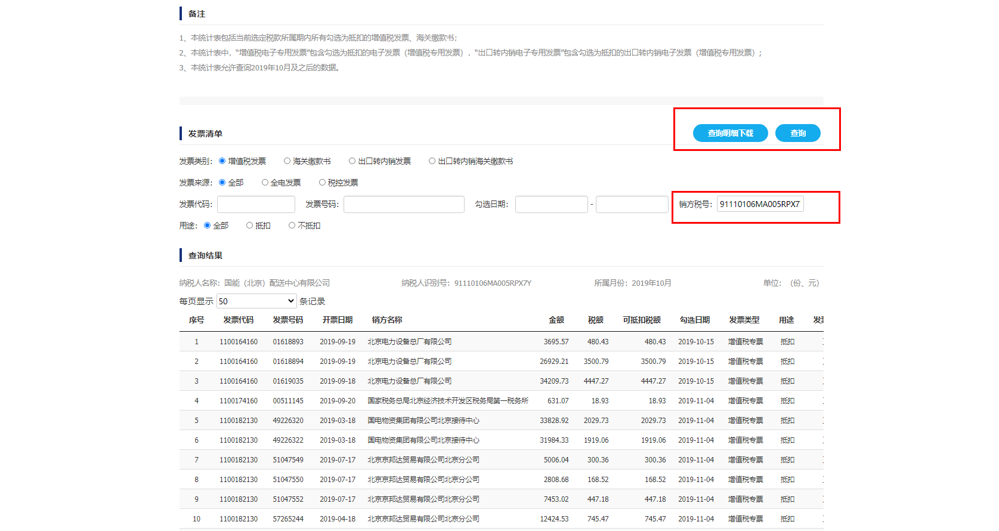 备注
1、本统计表包括当前选定税款所属期内所有勾选为抵扣的增值税发票、海关缴款书；
2、本统计表中，“增值税电子专用发票”包含勾选为抵扣的电子发票（增值税专用发票），“出口转内销电子专用发票”包含勾选为抵扣的出口转内销电子发票（增值税专用发票）；
3、本统计表允许查询2019年10月及之后的数据。
发票清单 查询明细下载 查询
发票类别： 增值税发票 海关缴款书 出口转内销发票 出口转内销海关缴款书
发票来源： 全部 全电发票 税控发票
发票代码： 发票号码： 勾选日期： - 销方税号： 91110106MA005RPX7
用途： 全部 抵扣 不抵扣
查询结果
纳税人名称：国能（北京）配送中心有限公司 纳税人识别号：91110106MA005RPX7Y 所属月份：2019年10月 单位：（份、元）
每页显示 50 条记录
序号 发票代码 发票号码 开票日期 销方名称 金额 税额 可抵扣税额 勾选日期 发票类型 用途 发
1 1100164160 01618893 2019-09-19 北京电力设备总厂有限公司 3695.57 480.43 480.43 2019-10-15 增值税专票 抵扣
2 1100164160 01618894 2019-09-19 北京电力设备总厂有限公司 26929.21 3500.79 3500.79 2019-10-15 增值税专票 抵扣
3 1100164160 01619035 2019-09-18 北京电力设备总厂有限公司 34209.73 4447.27 4447.27 2019-10-15 增值税专票 抵扣
4 1100174160 00511145 2019-09-20 国家税务总局北京经济技术开发区税务局第一税务所 631.07 18.93 18.93 2019-11-04 增值税专票 抵扣
5 1100182130 49226320 2019-03-18 国电物资集团有限公司北京接待中心 33828.92 2029.73 2029.73 2019-11-04 增值税专票 抵扣
6 1100182130 49226322 2019-03-18 国电物资集团有限公司北京接待中心 31984.33 1919.06 1919.06 2019-11-04 增值税专票 抵扣
7 1100182130 51047549 2019-07-17 北京京邦达贸易有限公司北京分公司 5006.04 300.36 300.36 2019-11-04 增值税专票 抵扣
8 1100182130 51047550 2019-07-17 北京京邦达贸易有限公司北京分公司 2808.68 168.52 168.52 2019-11-04 增值税专票 抵扣
9 1100182130 51047552 2019-07-17 北京京邦达贸易有限公司北京分公司 7453.02 447.18 447.18 2019-11-04 增值税专票 抵扣
10 1100182130 57265244 2019-04-18 北京京邦达贸易有限公司北京分公司 12424.53 745.47 745.47 2019-11-04 增值税专票 抵扣